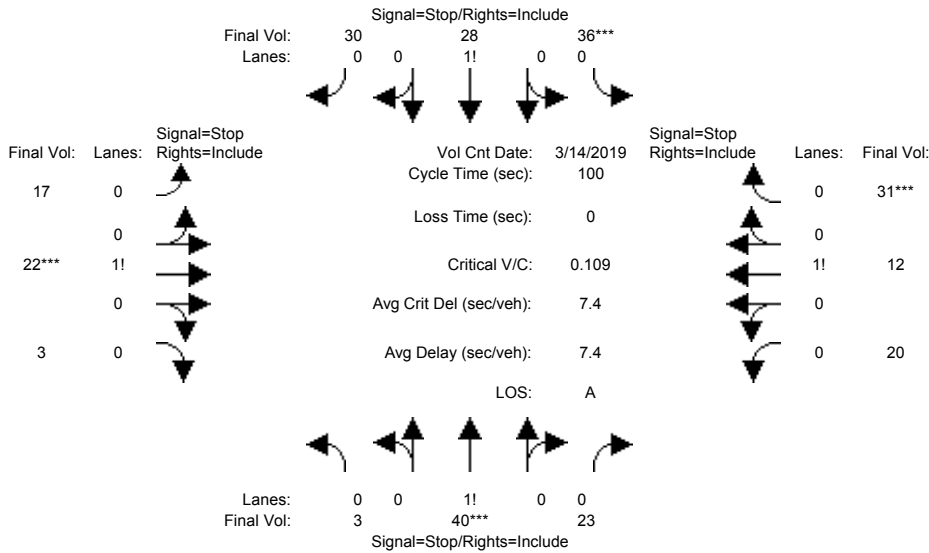 Signal=Stop/Rights=Include
Final Vol: 30 28 36***
Lanes: 0 0 1! 0 0
Signal=Stop Signal=Stop
Final Vol: Lanes: Rights=Include Vol Cnt Date: 3/14/2019 Rights=Include Lanes: Final Vol:
Cycle Time (sec): 100
17 0 0 31***
Loss Time (sec): 0
0 0
22*** 1! Critical V/C: 0.109 1! 12
0 Avg Crit Del (sec/veh): 7.4 0
3 0 Avg Delay (sec/veh): 7.4 0 20
LOS: A
Lanes: 0 0 1! 0 0
Final Vol: 3 40*** 23
Signal=Stop/Rights=Include